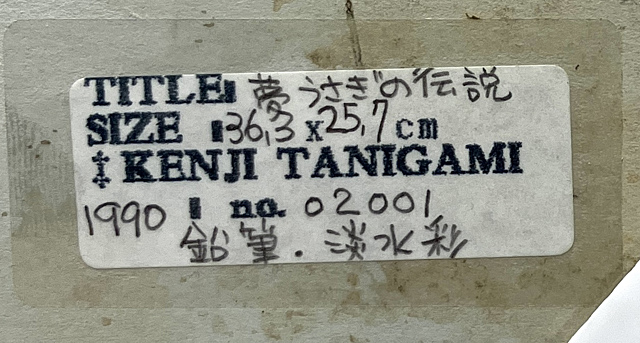 TITLE: 夢うさぎの伝説
SIZE :36,3 x 25,7 cm
‡ KENJI TANIGAMI
1990 : no. 02001
鉛筆.淡水彩